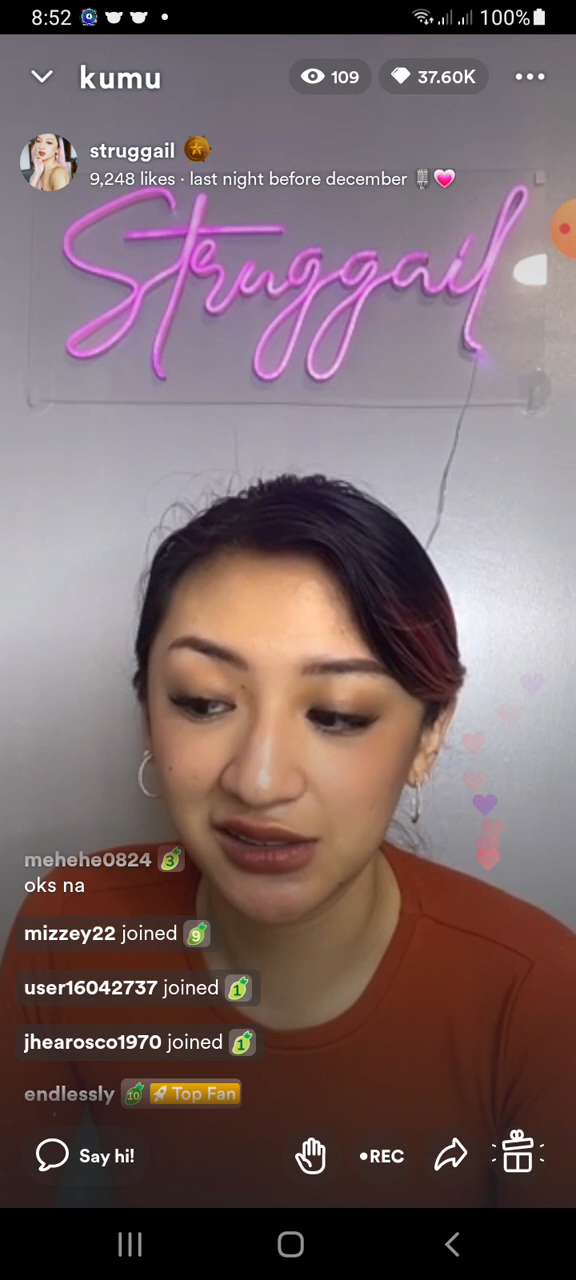 8:52
100%
kumu
109
37.60K
struggail
9,248 likes · last night before december 🎙️💗
Struggail
mehehe0824 3
oks na
mizzey22 joined 9
user16042737 joined 1
jhearosco1970 joined 1
endlessly 10 Top Fan
Say hi!
•REC